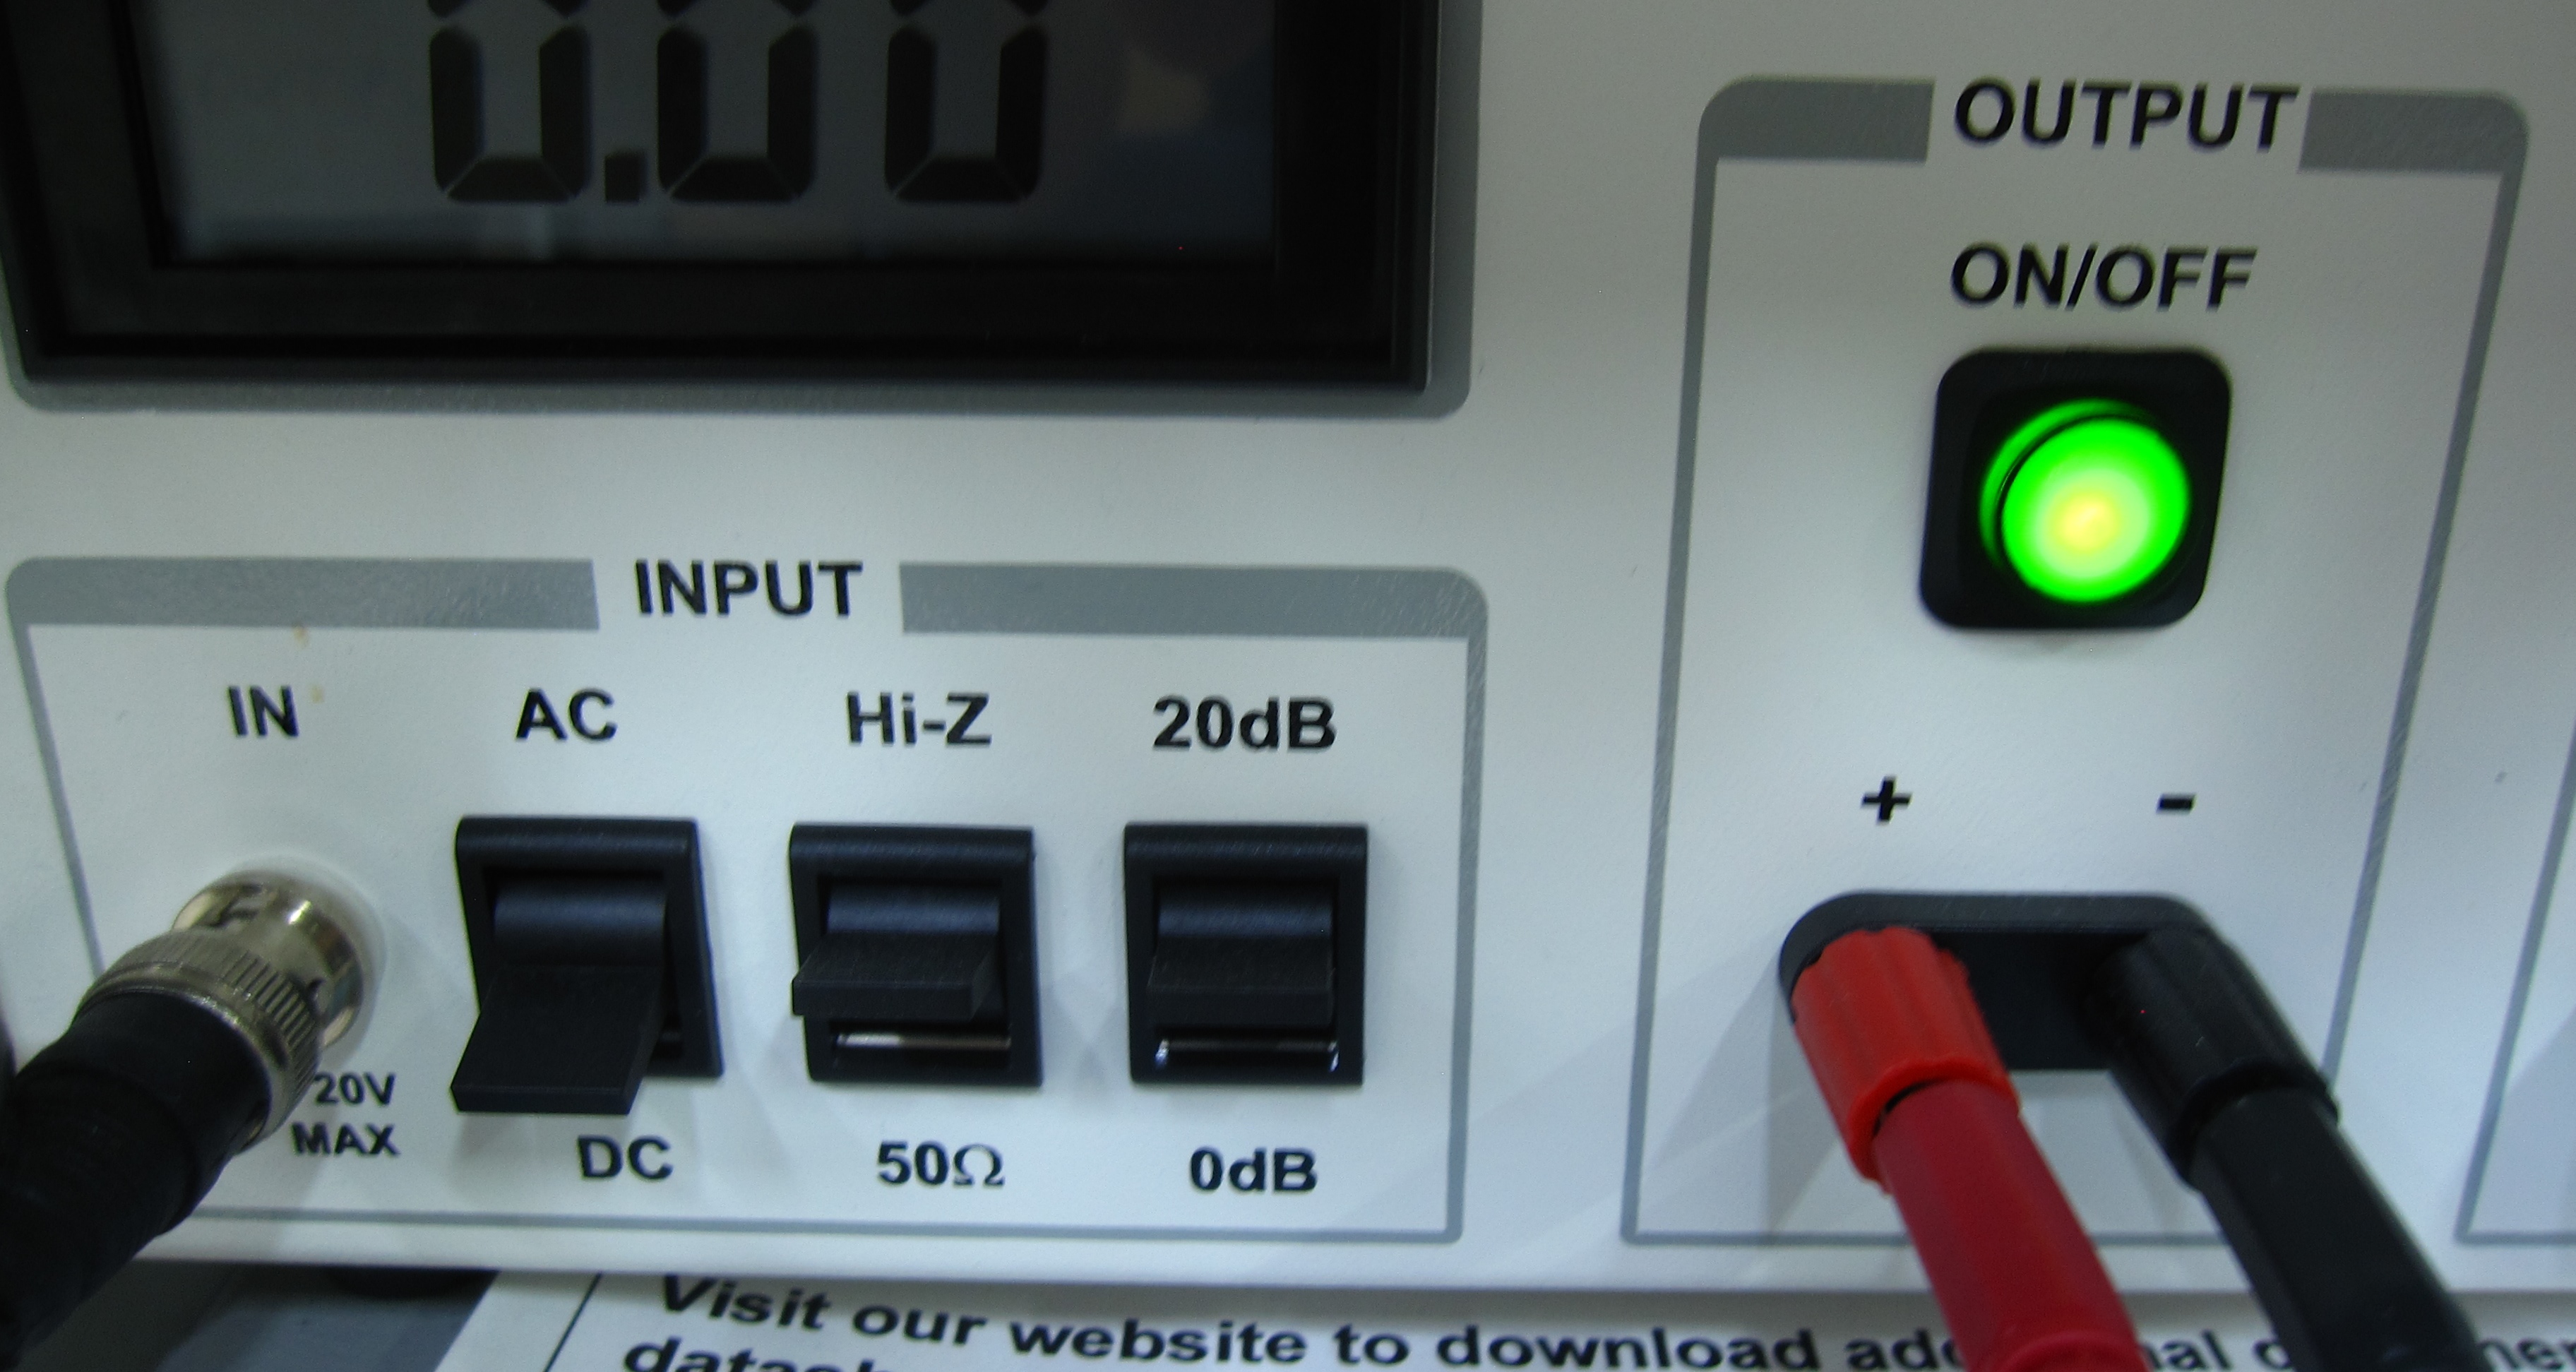 0.00
OUTPUT
ON/OFF
INPUT
IN AC Hi-Z 20dB
+ -
20V
MAX
DC 50Ω 0dB
Visit our website to download